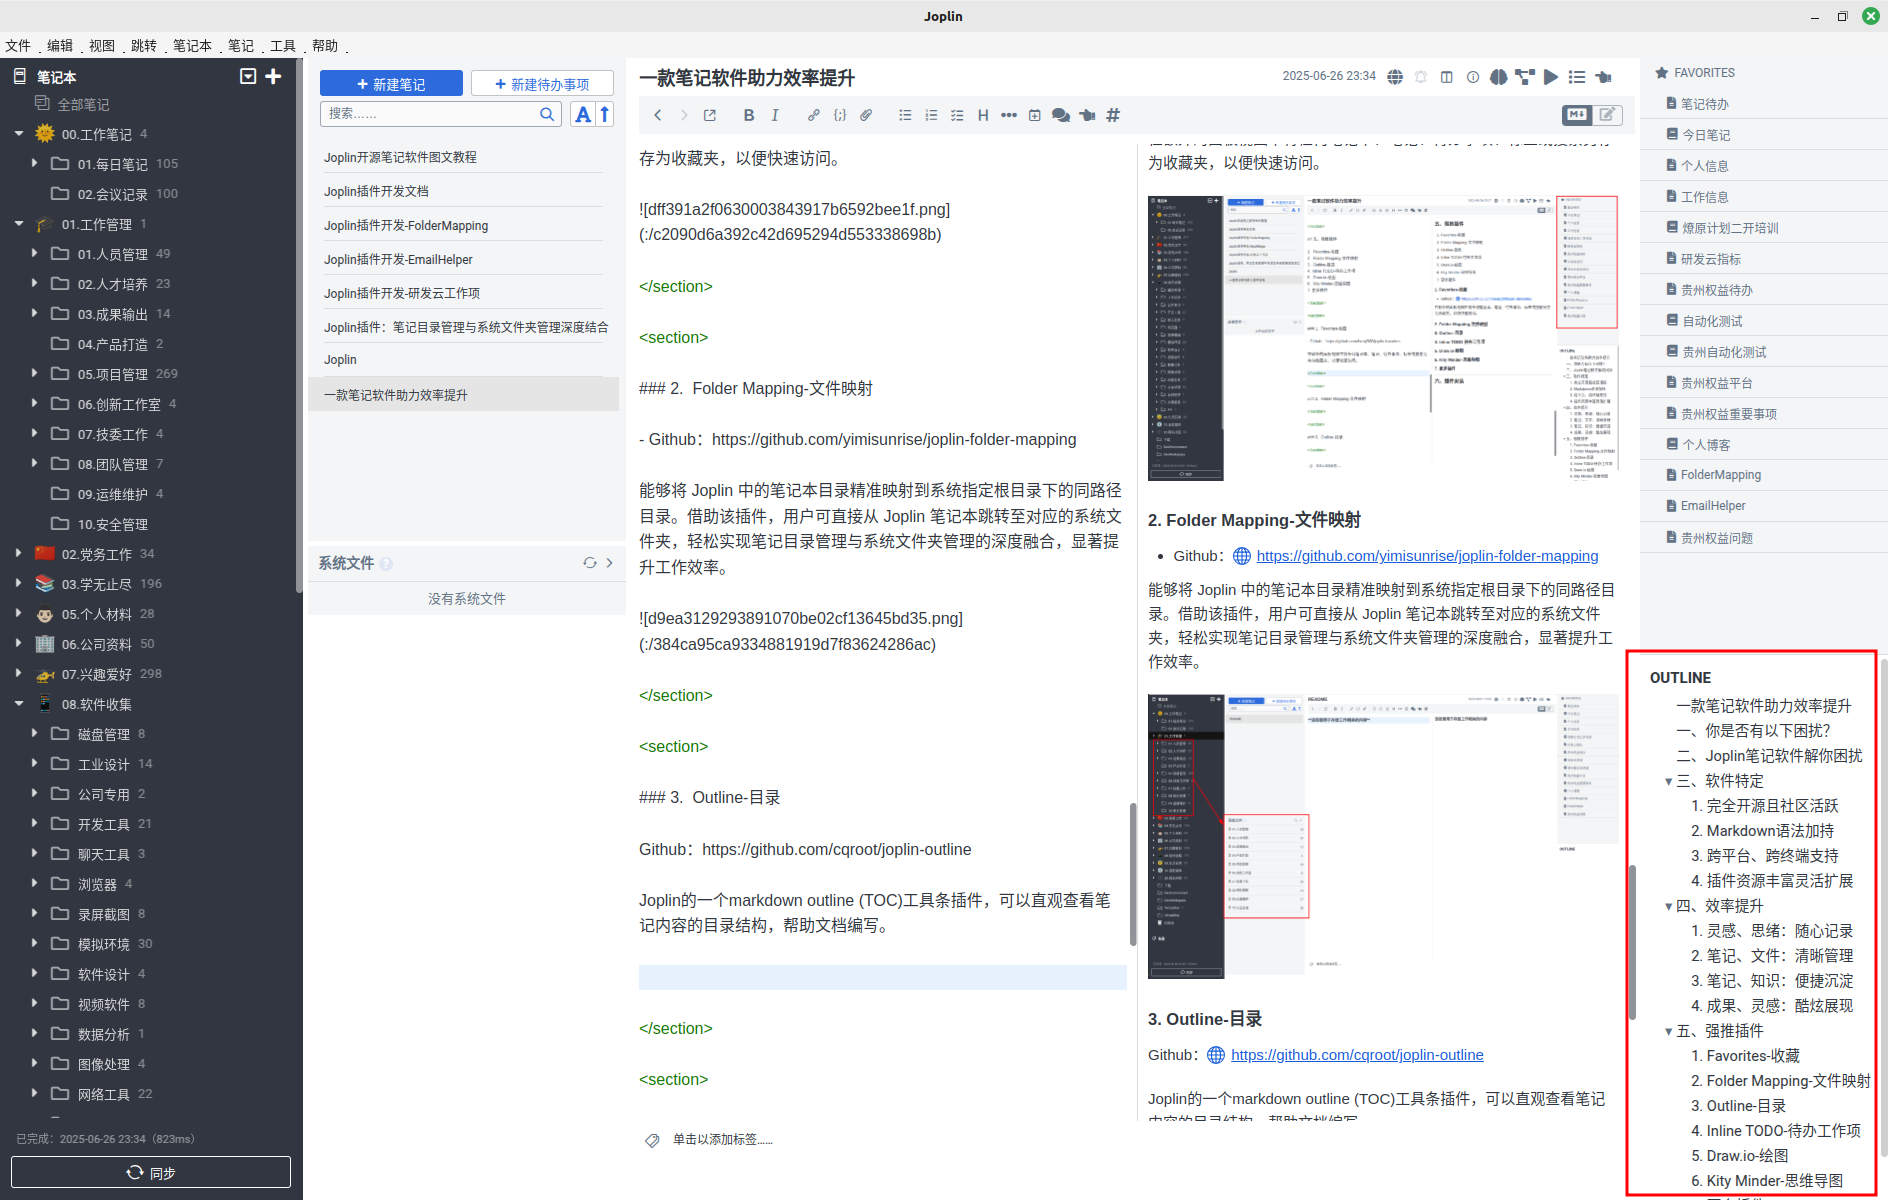 Joplin
文件 编辑 视图 跳转 笔记本 笔记 工具 帮助
笔记本
全部笔记
00.工作笔记 4
01.每日笔记 105
02.会议记录 100
01.工作管理 1
01.人员管理 49
02.人才培养 23
03.成果输出 14
04.产品打造 2
05.项目管理 269
06.创新工作室 4
07.技委工作 4
08.团队管理 7
09.运维维护 4
10.安全管理
02.党务工作 34
03.学无止尽 196
05.个人材料 28
06.公司资料 50
07.兴趣爱好 298
08.软件收集
磁盘管理 8
工业设计 14
公司专用 2
开发工具 21
聊天工具 3
浏览器 4
录屏截图 8
模拟环境 30
软件设计 4
视频软件 8
数据分析 1
图像处理 4
网络工具 22
已完成：2025-06-26 23:34（823ms）
同步
新建笔记 新建待办事项
搜索……
Joplin开源笔记软件图文教程
Joplin插件开发文档
Joplin插件开发-FolderMapping
Joplin插件开发-EmailHelper
Joplin插件开发-研发云工作项
Joplin插件：笔记目录管理与系统文件夹管理深度结合
Joplin
一款笔记软件助力效率提升
系统文件
没有系统文件
一款笔记软件助力效率提升
2025-06-26 23:34
存为收藏夹，以便快速访问。
![dff391a2f0630003843917b6592bee1f.png]
(:/c2090d6a392c42d695294d553338698b)
</section>
<section>
### 2. Folder Mapping-文件映射
- Github：https://github.com/yimisunrise/joplin-folder-mapping
能够将 Joplin 中的笔记本目录精准映射到系统指定根目录下的同路径
目录。借助该插件，用户可直接从 Joplin 笔记本跳转至对应的系统文
件夹，轻松实现笔记目录管理与系统文件夹管理的深度融合，显著提
升工作效率。
![d9ea3129293891070be02cf13645bd35.png]
(:/384ca95ca9334881919d7f83624286ac)
</section>
<section>
### 3. Outline-目录
Github：https://github.com/cqroot/joplin-outline
Joplin的一个markdown outline (TOC)工具条插件，可以直观查看笔
记内容的目录结构，帮助文档编写。
</section>
<section>
单击以添加标签……
为收藏夹，以便快速访问。
2. Folder Mapping-文件映射
Github：https://github.com/yimisunrise/joplin-folder-mapping
能够将 Joplin 中的笔记本目录精准映射到系统指定根目录下的同路径目
录。借助该插件，用户可直接从 Joplin 笔记本跳转至对应的系统文件
夹，轻松实现笔记目录管理与系统文件夹管理的深度融合，显著提升工
作效率。
3. Outline-目录
Github：https://github.com/cqroot/joplin-outline
Joplin的一个markdown outline (TOC)工具条插件，可以直观查看笔记
内容的目录结构，帮助文档编写
FAVORITES
笔记待办
今日笔记
个人信息
工作信息
燎原计划二开培训
研发云指标
贵州权益待办
自动化测试
贵州自动化测试
贵州权益平台
贵州权益重要事项
个人博客
FolderMapping
EmailHelper
贵州权益问题
OUTLINE
一款笔记软件助力效率提升
一、你是否有以下困扰？
二、Joplin笔记软件解你困扰
三、软件特定
1. 完全开源且社区活跃
2. Markdown语法加持
3. 跨平台、跨终端支持
4. 插件资源丰富灵活扩展
四、效率提升
1. 灵感、思绪：随心记录
2. 笔记、文件：清晰管理
3. 笔记、知识：便捷沉淀
4. 成果、灵感：酷炫展现
五、强推插件
1. Favorites-收藏
2. Folder Mapping-文件映射
3. Outline-目录
4. Inline TODO-待办工作项
5. Draw.io-绘图
6. Kity Minder-思维导图